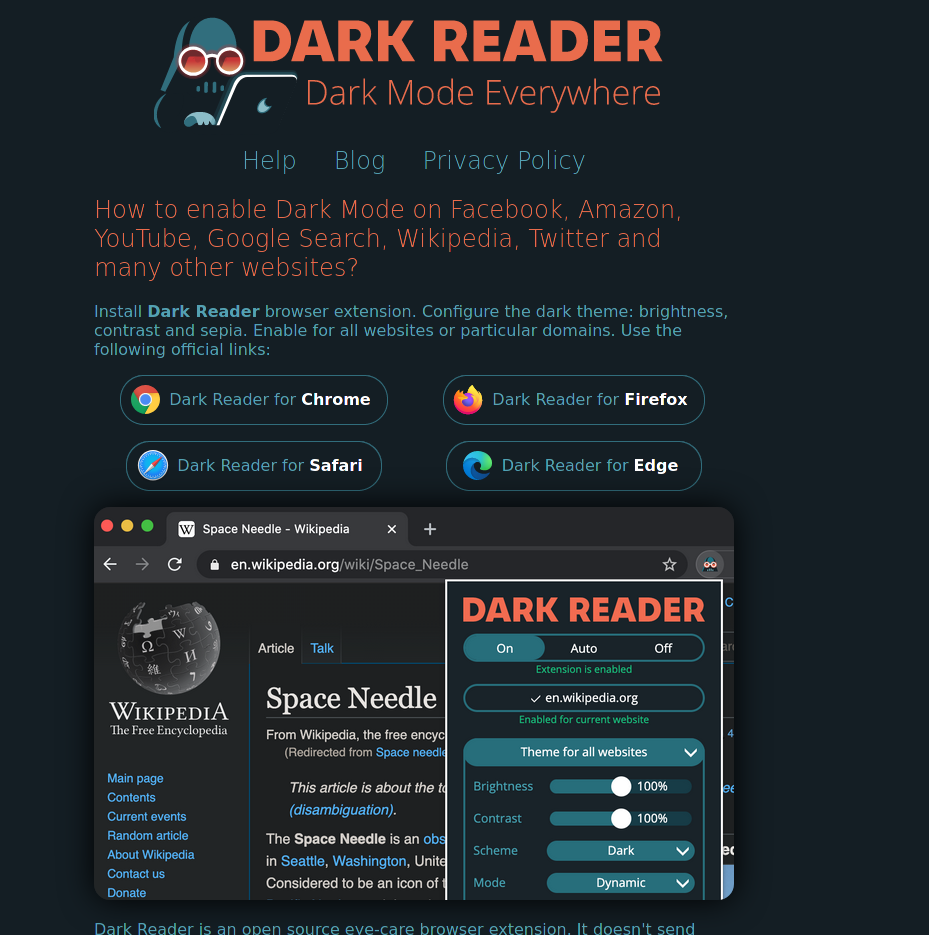 DARK READER
Dark Mode Everywhere
Help Blog Privacy Policy
How to enable Dark Mode on Facebook, Amazon,
YouTube, Google Search, Wikipedia, Twitter and
many other websites?
Install Dark Reader browser extension. Configure the dark theme: brightness,
contrast and sepia. Enable for all websites or particular domains. Use the
following official links:
Dark Reader for Chrome
Dark Reader for Firefox
Dark Reader for Safari
Dark Reader for Edge
W Space Needle - Wikipedia
en.wikipedia.org/wiki/Space_Needle
WIKIPEDIA
The Free Encyclopedia
Main page
Contents
Current events
Random article
About Wikipedia
Contact us
Donate
Article Talk
Space Needle
From Wikipedia, the free encyc
(Redirected from Space needle
This article is about the to
(disambiguation).
The Space Needle is an obs
in Seattle, Washington, Unite
Considered to be an icon of t
DARK READER
On Auto Off
Extension is enabled
en.wikipedia.org
Enabled for current website
Theme for all websites
Brightness 100%
Contrast 100%
Scheme Dark
Mode Dynamic
Dark Reader is an open source eye-care browser extension. It doesn't send